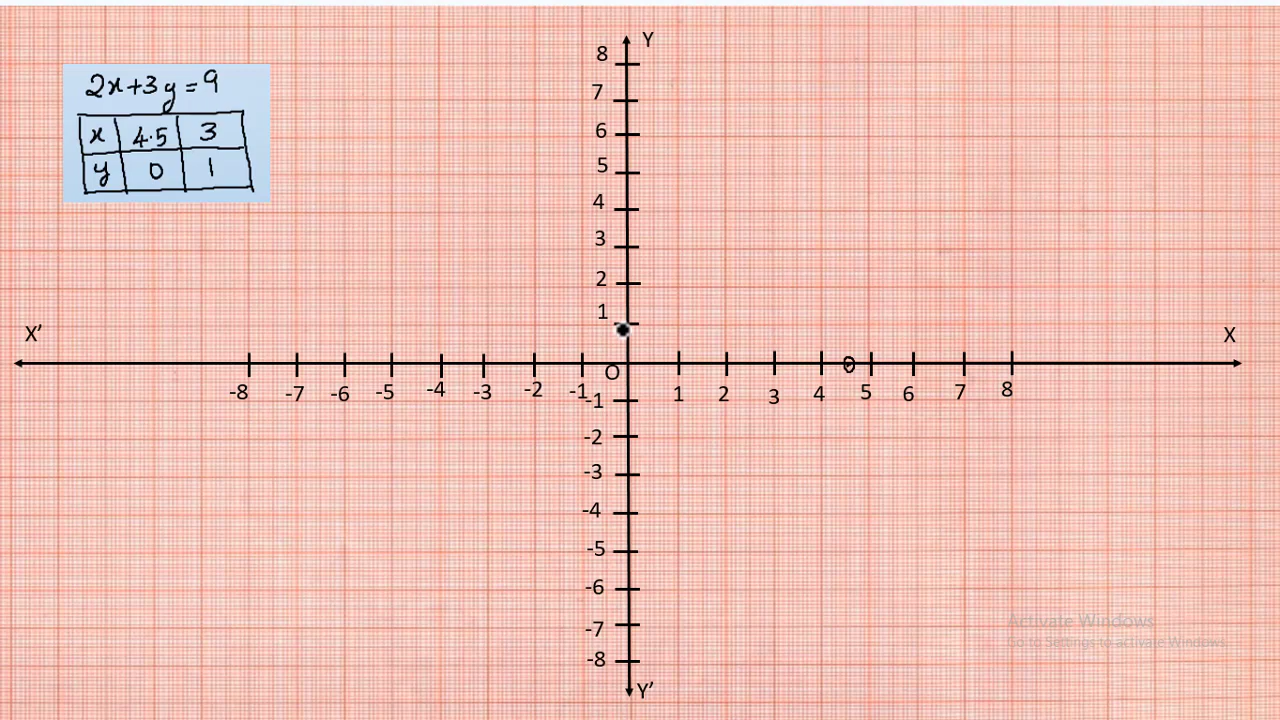 2x+3y=9
x 4.5 3
y 0 1
Y
8
7
6
5
4
3
2
1
X' X
O
-8 -7 -6 -5 -4 -3 -2 -1 1 2 3 4 5 6 7 8
-1
-2
-3
-4
-5
-6
-7
-8
Y'
Activate Windows
Go to Settings to activate Windows.